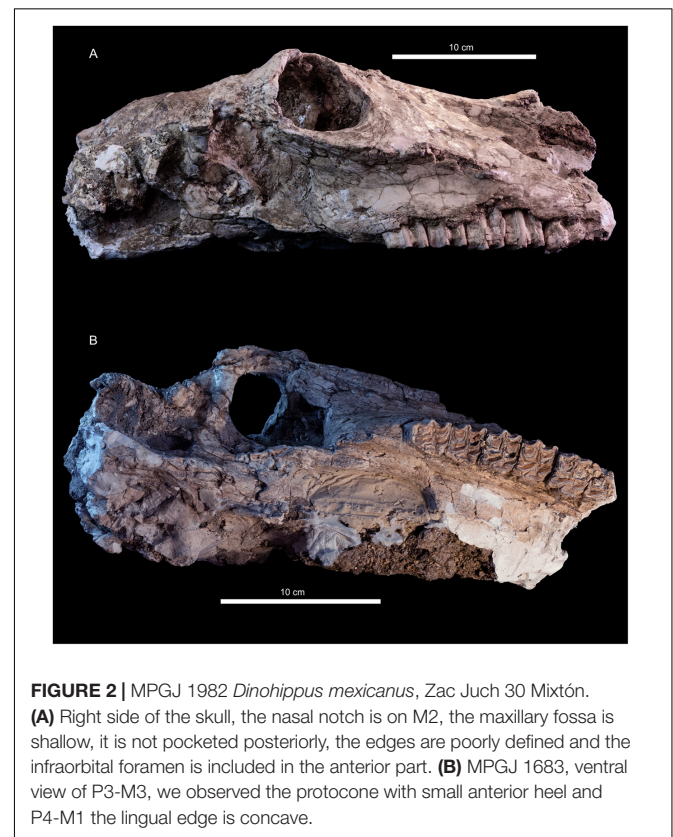 A
10 cm
B
10 cm
FIGURE 2 | MPGJ 1982 Dinohippus mexicanus, Zac Juch 30 Mixtón.
(A) Right side of the skull, the nasal notch is on M2, the maxillary fossa is
shallow, it is not pocketed posteriorly, the edges are poorly defined and the
infraorbital foramen is included in the anterior part. (B) MPGJ 1683, ventral
view of P3-M3, we observed the protocone with small anterior heel and
P4-M1 the lingual edge is concave.